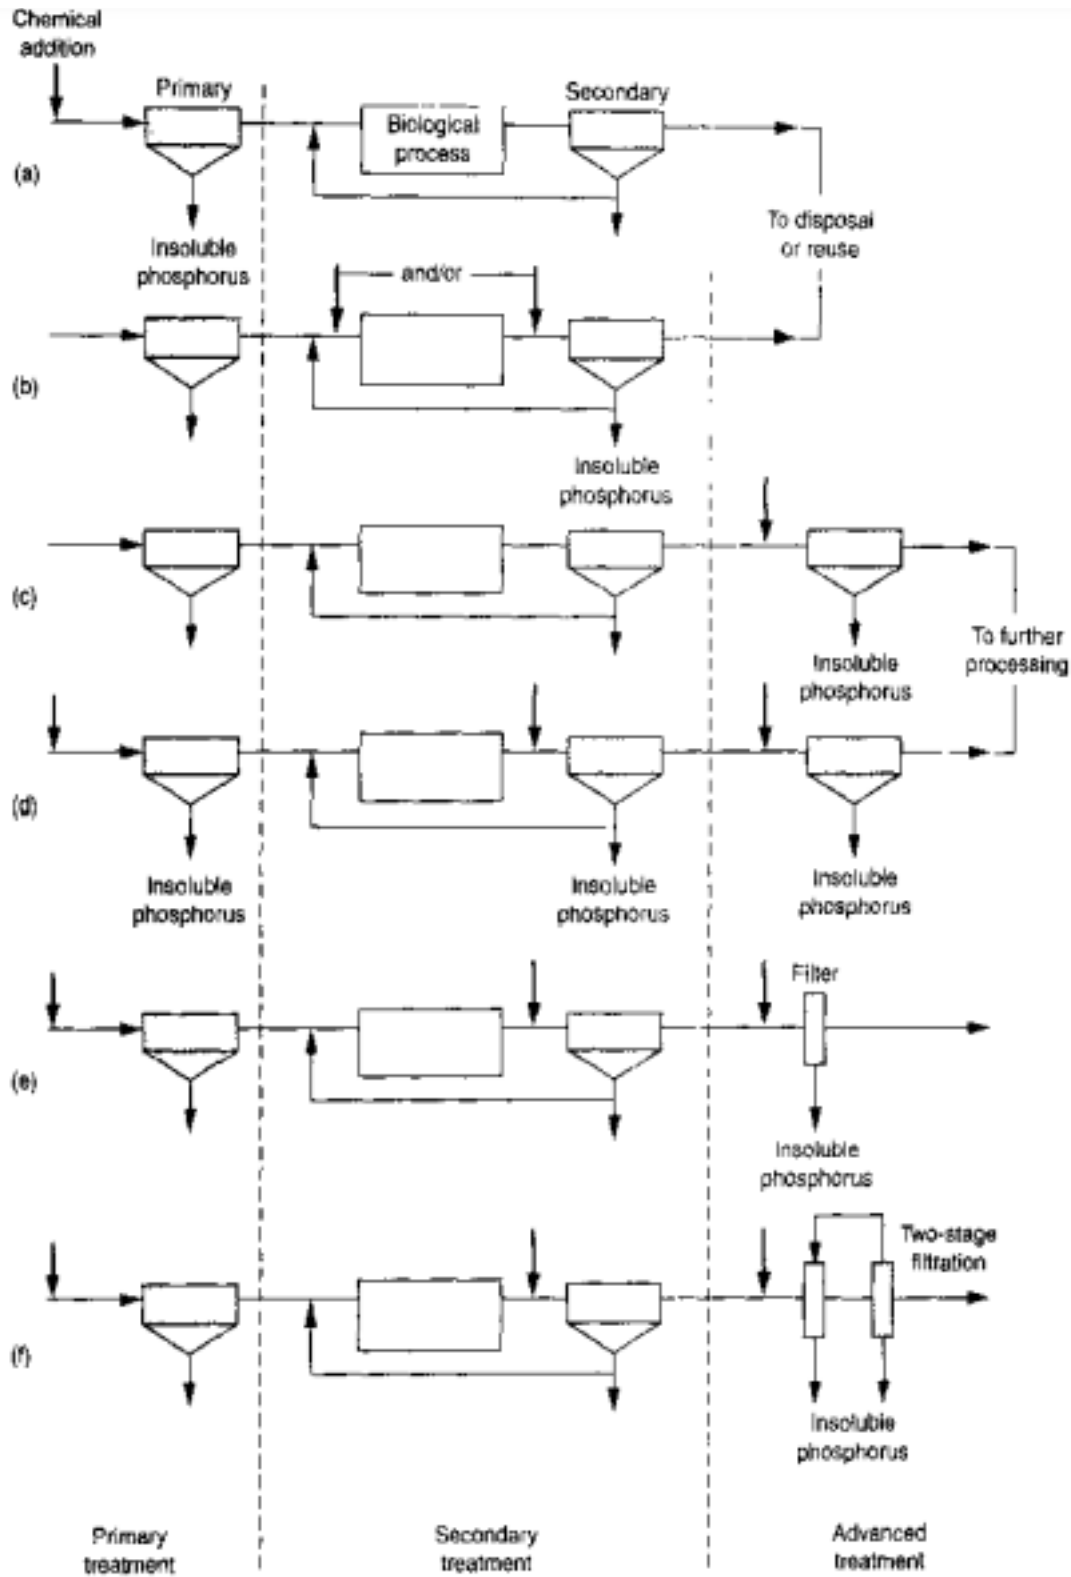 Chemical
addition
Primary
Biological
process
Secondary
(a)
Insoluble
phosphorus
To disposal
or reuse
and/or
(b)
Insoluble
phosphorus
(c)
Insoluble
phosphorus
To further
processing
(d)
Insoluble
phosphorus
Insoluble
phosphorus
Insoluble
phosphorus
Filter
(e)
Insoluble
phosphorus
Two-stage
filtration
(f)
Insoluble
phosphorus
Primary
treatment
Secondary
treatment
Advanced
treatment